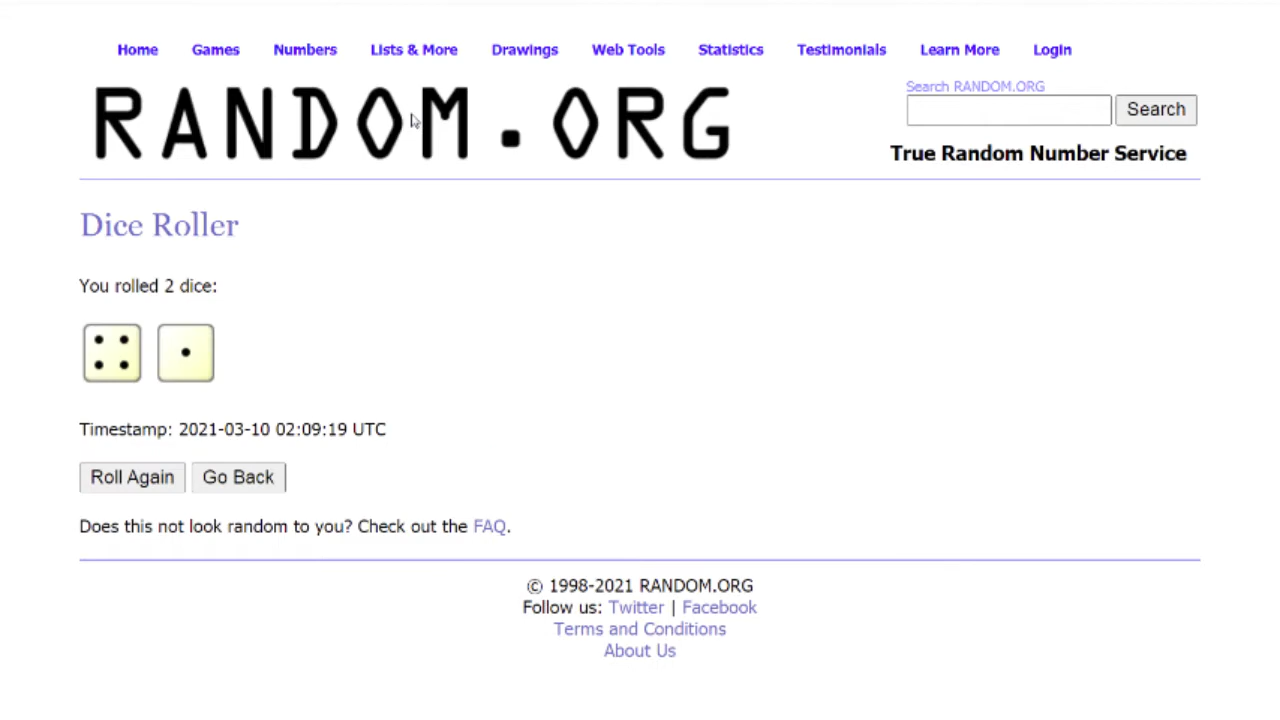 Home Games Numbers Lists & More Drawings Web Tools Statistics Testimonials Learn More Login
RANDOM.ORG
Search RANDOM.ORG
Search
True Random Number Service
Dice Roller
You rolled 2 dice:
Timestamp: 2021-03-10 02:09:19 UTC
Roll Again Go Back
Does this not look random to you? Check out the FAQ.
© 1998-2021 RANDOM.ORG
Follow us: Twitter | Facebook
Terms and Conditions
About Us